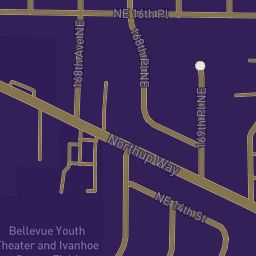 NE 16th Pl
168th Ave NE
168th Pl NE
169th Pl NE
Northup Way
NE 14th St
Bellevue Youth
Theater and Ivanhoe